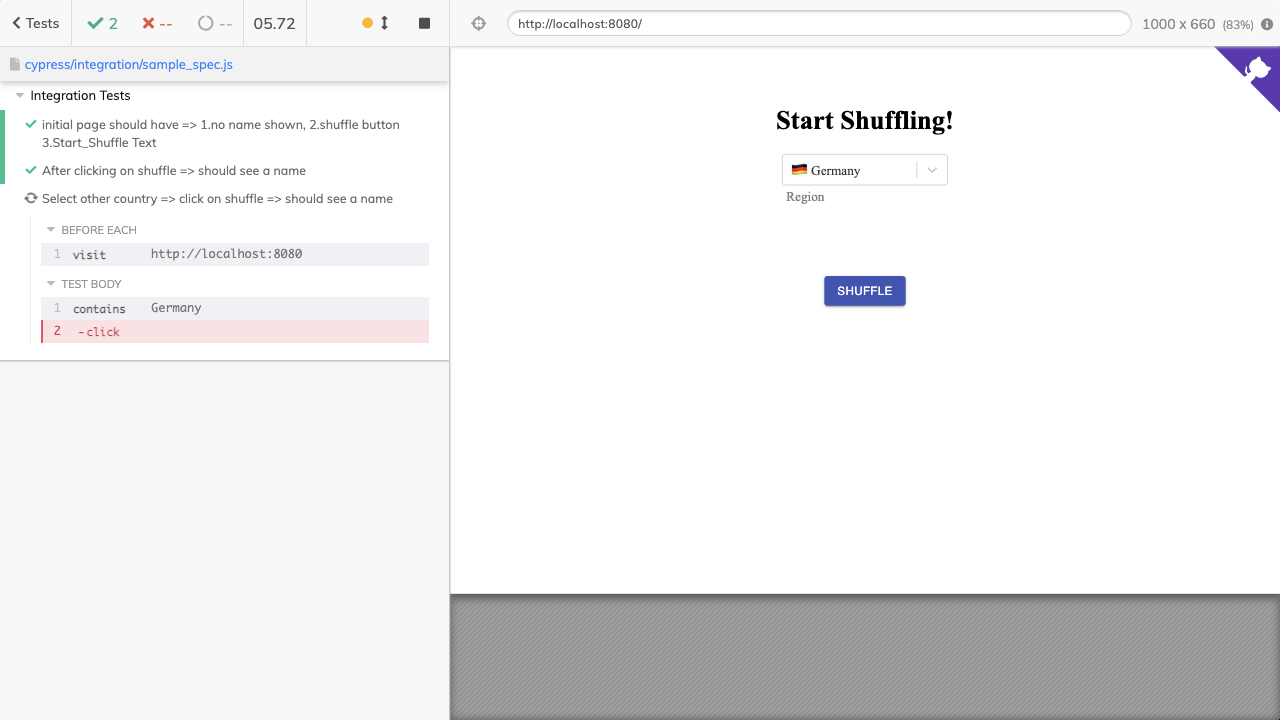 Tests
2
--
--
05.72
http://localhost:8080/
1000 x 660 (83%)
cypress/integration/sample_spec.js
Integration Tests
initial page should have => 1.no name shown, 2.shuffle button
3.Start_Shuffle Text
After clicking on shuffle => should see a name
Select other country => click on shuffle => should see a name
BEFORE EACH
1 visit http://localhost:8080
TEST BODY
1 contains Germany
2 -click
Start Shuffling!
Germany
Region
SHUFFLE